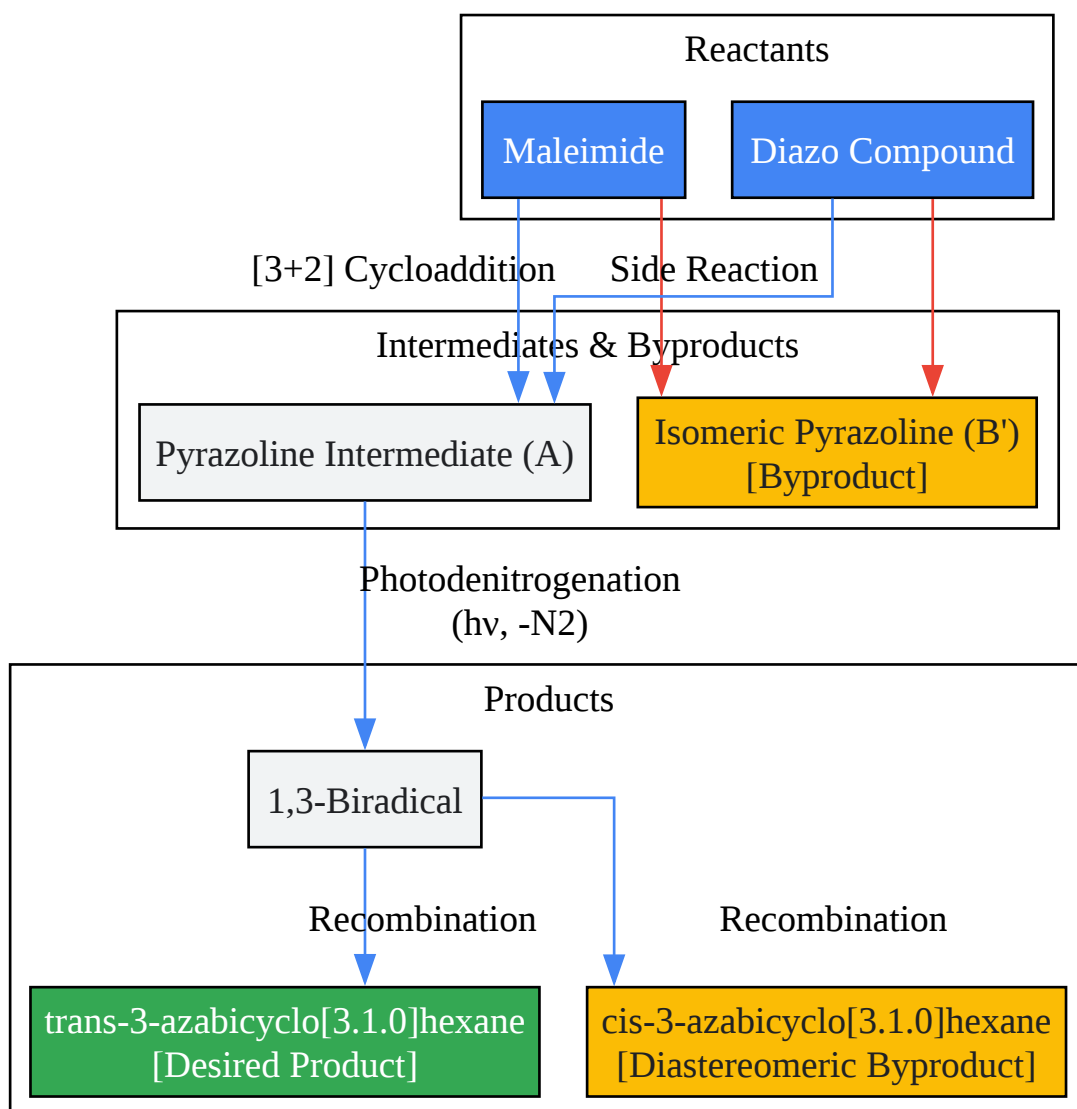 Reactants
Maleimide
Diazo Compound
[3+2] Cycloaddition
Side Reaction
Intermediates & Byproducts
Pyrazoline Intermediate (A)
Isomeric Pyrazoline (B')
[Byproduct]
Photodenitrogenation
(hν, -N2)
Products
1,3-Biradical
Recombination
Recombination
trans-3-azabicyclo[3.1.0]hexane
[Desired Product]
cis-3-azabicyclo[3.1.0]hexane
[Diastereomeric Byproduct]